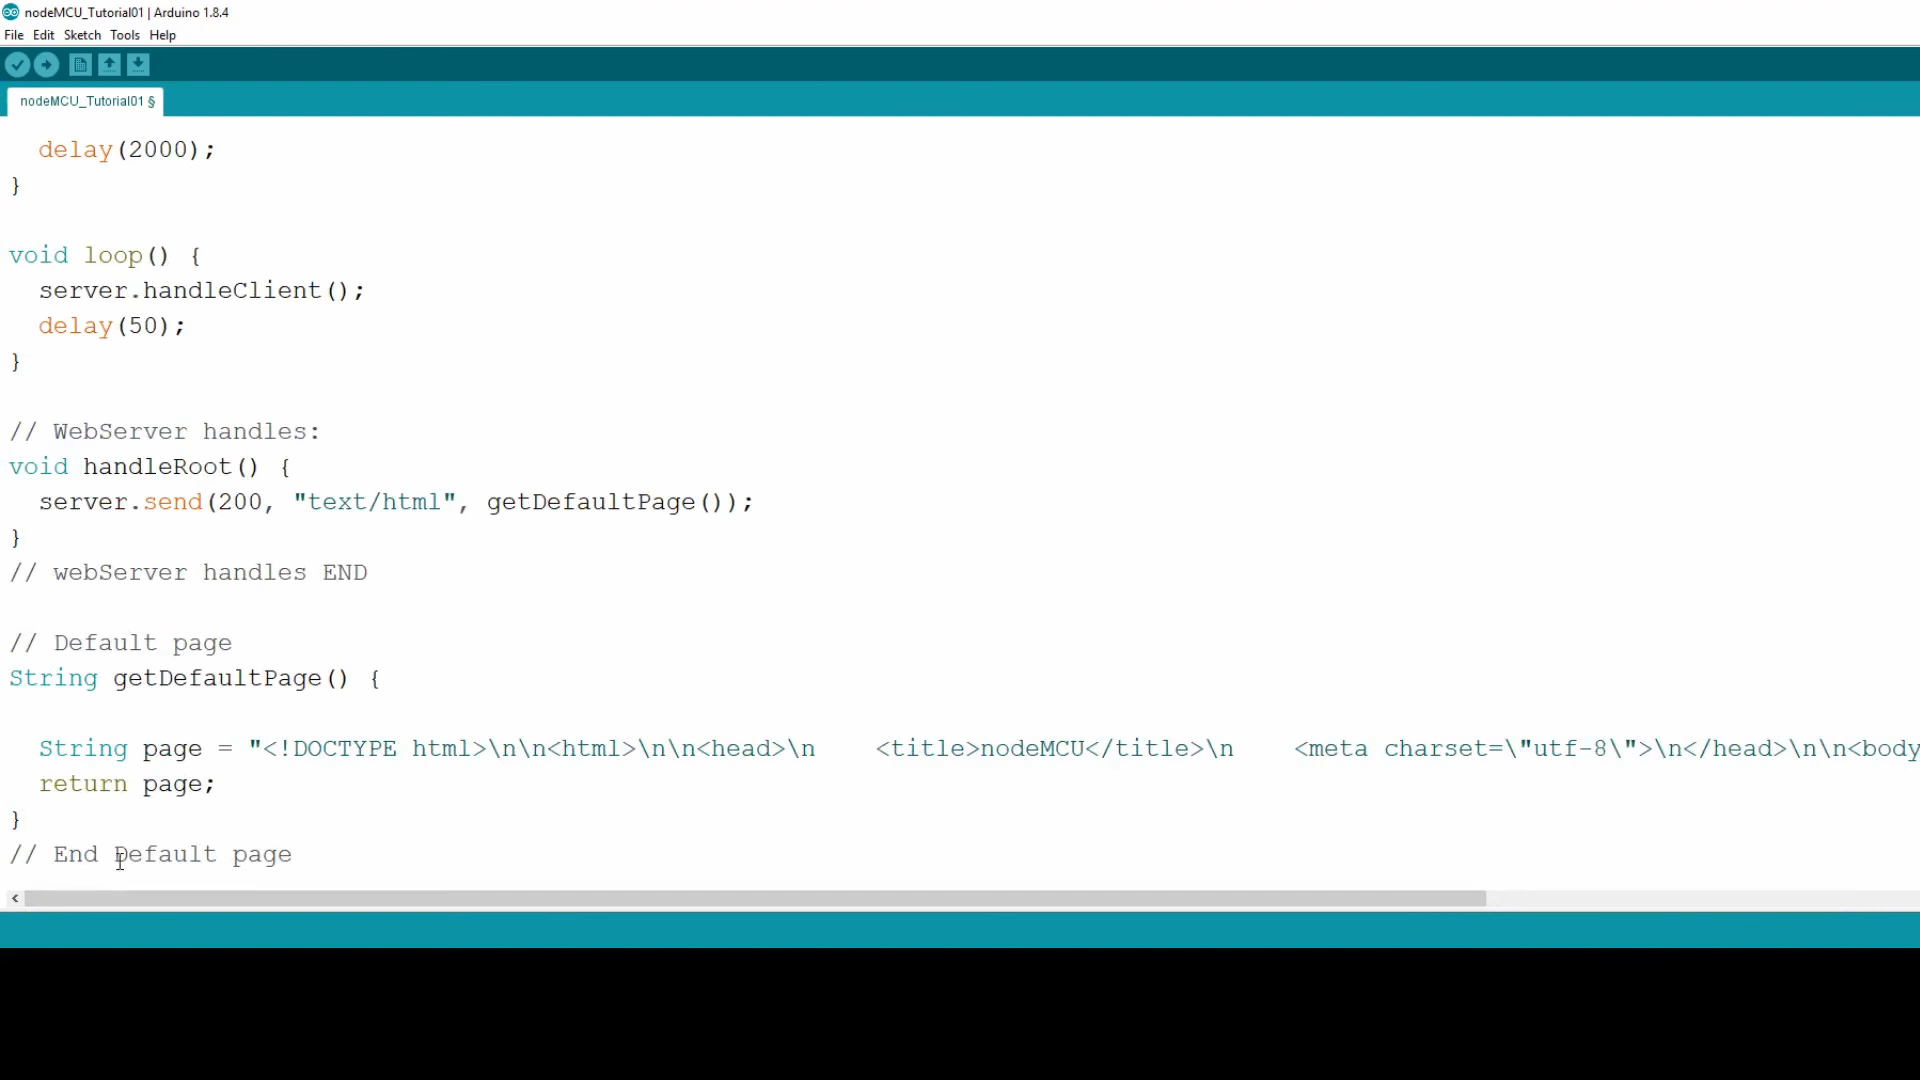 nodeMCU_Tutorial01 | Arduino 1.8.4
File Edit Sketch Tools Help
nodeMCU_Tutorial01 §
delay(2000);
}
void loop() {
server.handleClient();
delay(50);
}
// WebServer handles:
void handleRoot() {
server.send(200, "text/html", getDefaultPage());
}
// webServer handles END
// Default page
String getDefaultPage() {
String page = "<!DOCTYPE html>\n\n<html>\n\n<head>\n    <title>nodeMCU</title>\n    <meta charset=\"utf-8\">\n</head>\n\n<body
return page;
}
// End Default page